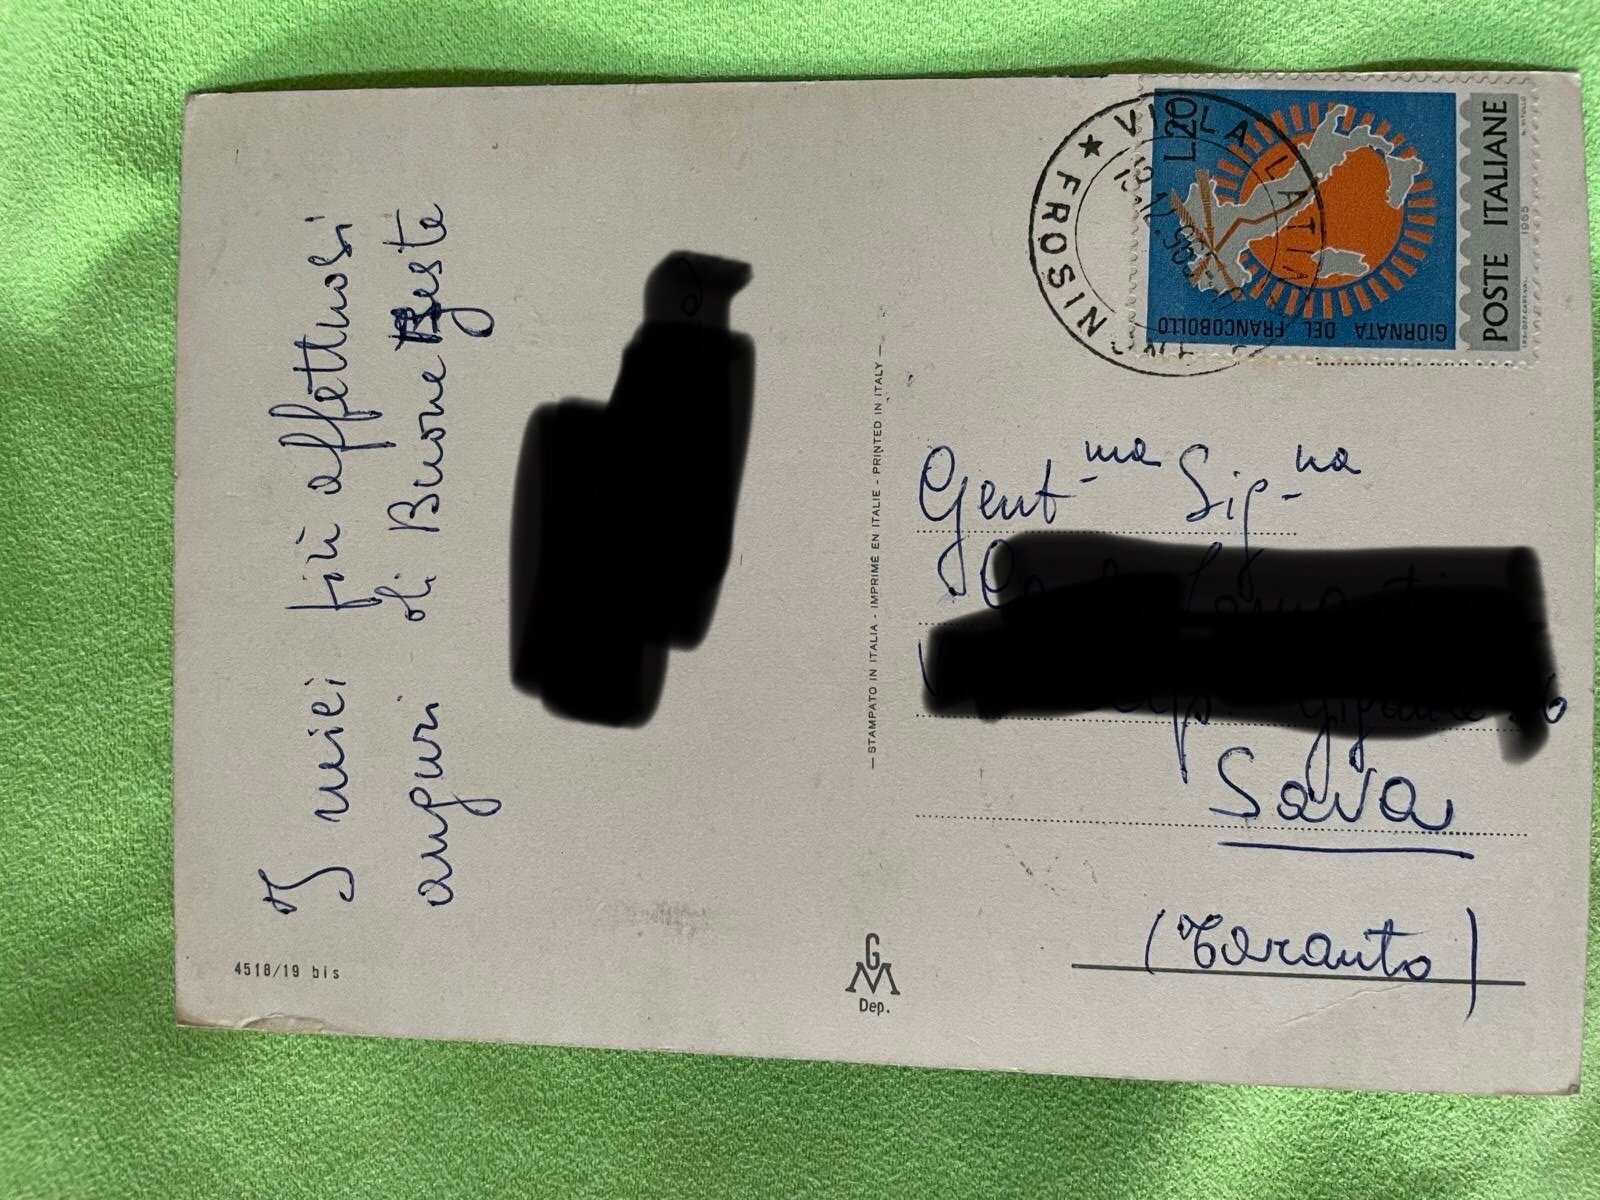 I miei più affettuosi
auguri di Buone Feste
4518/19 bis
— STAMPATO IN ITALIA - IMPRIME EN ITALIE - PRINTED IN ITALY —
GM
Dep.
★ VILLA LATINA
FROSINONE
L.20
GIORNATA DEL FRANCOBOLLO
POSTE ITALIANE
1965
Gent-ma Sig-na
Sava
(Taranto)